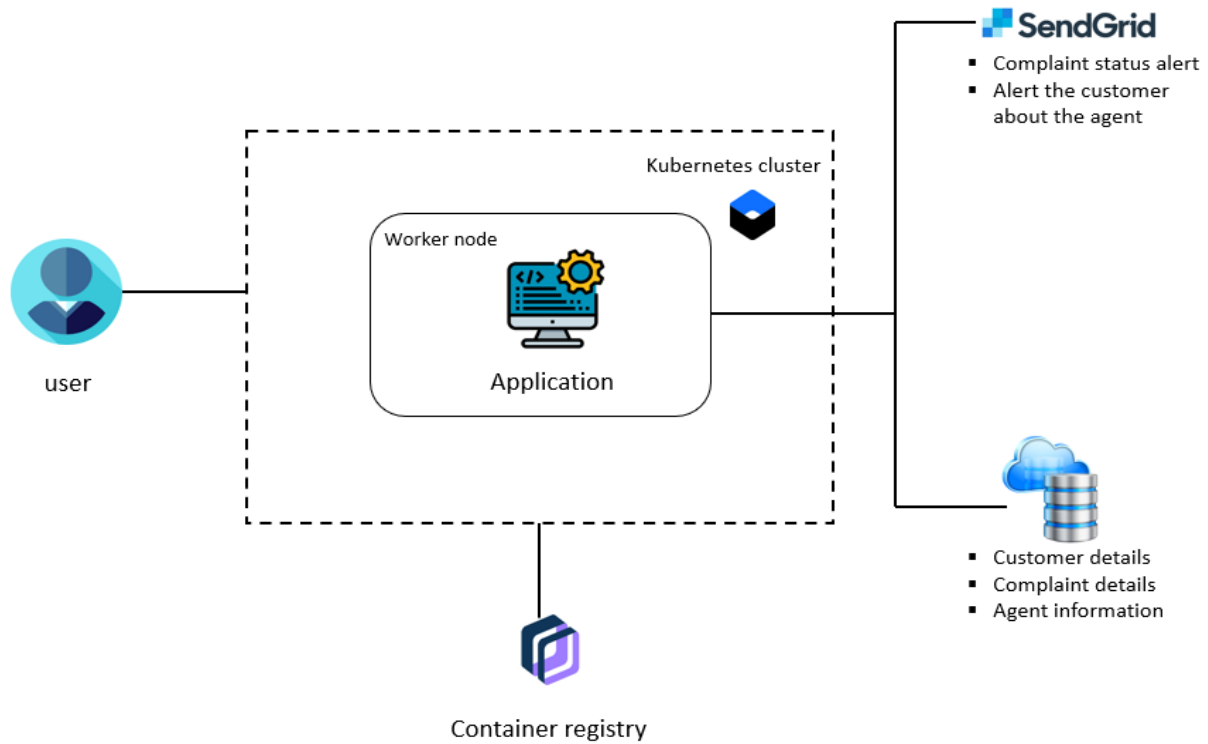 SendGrid
▪ Complaint status alert
▪ Alert the customer
about the agent
Kubernetes cluster
Worker node
</>
Application
user
▪ Customer details
▪ Complaint details
▪ Agent information
Container registry